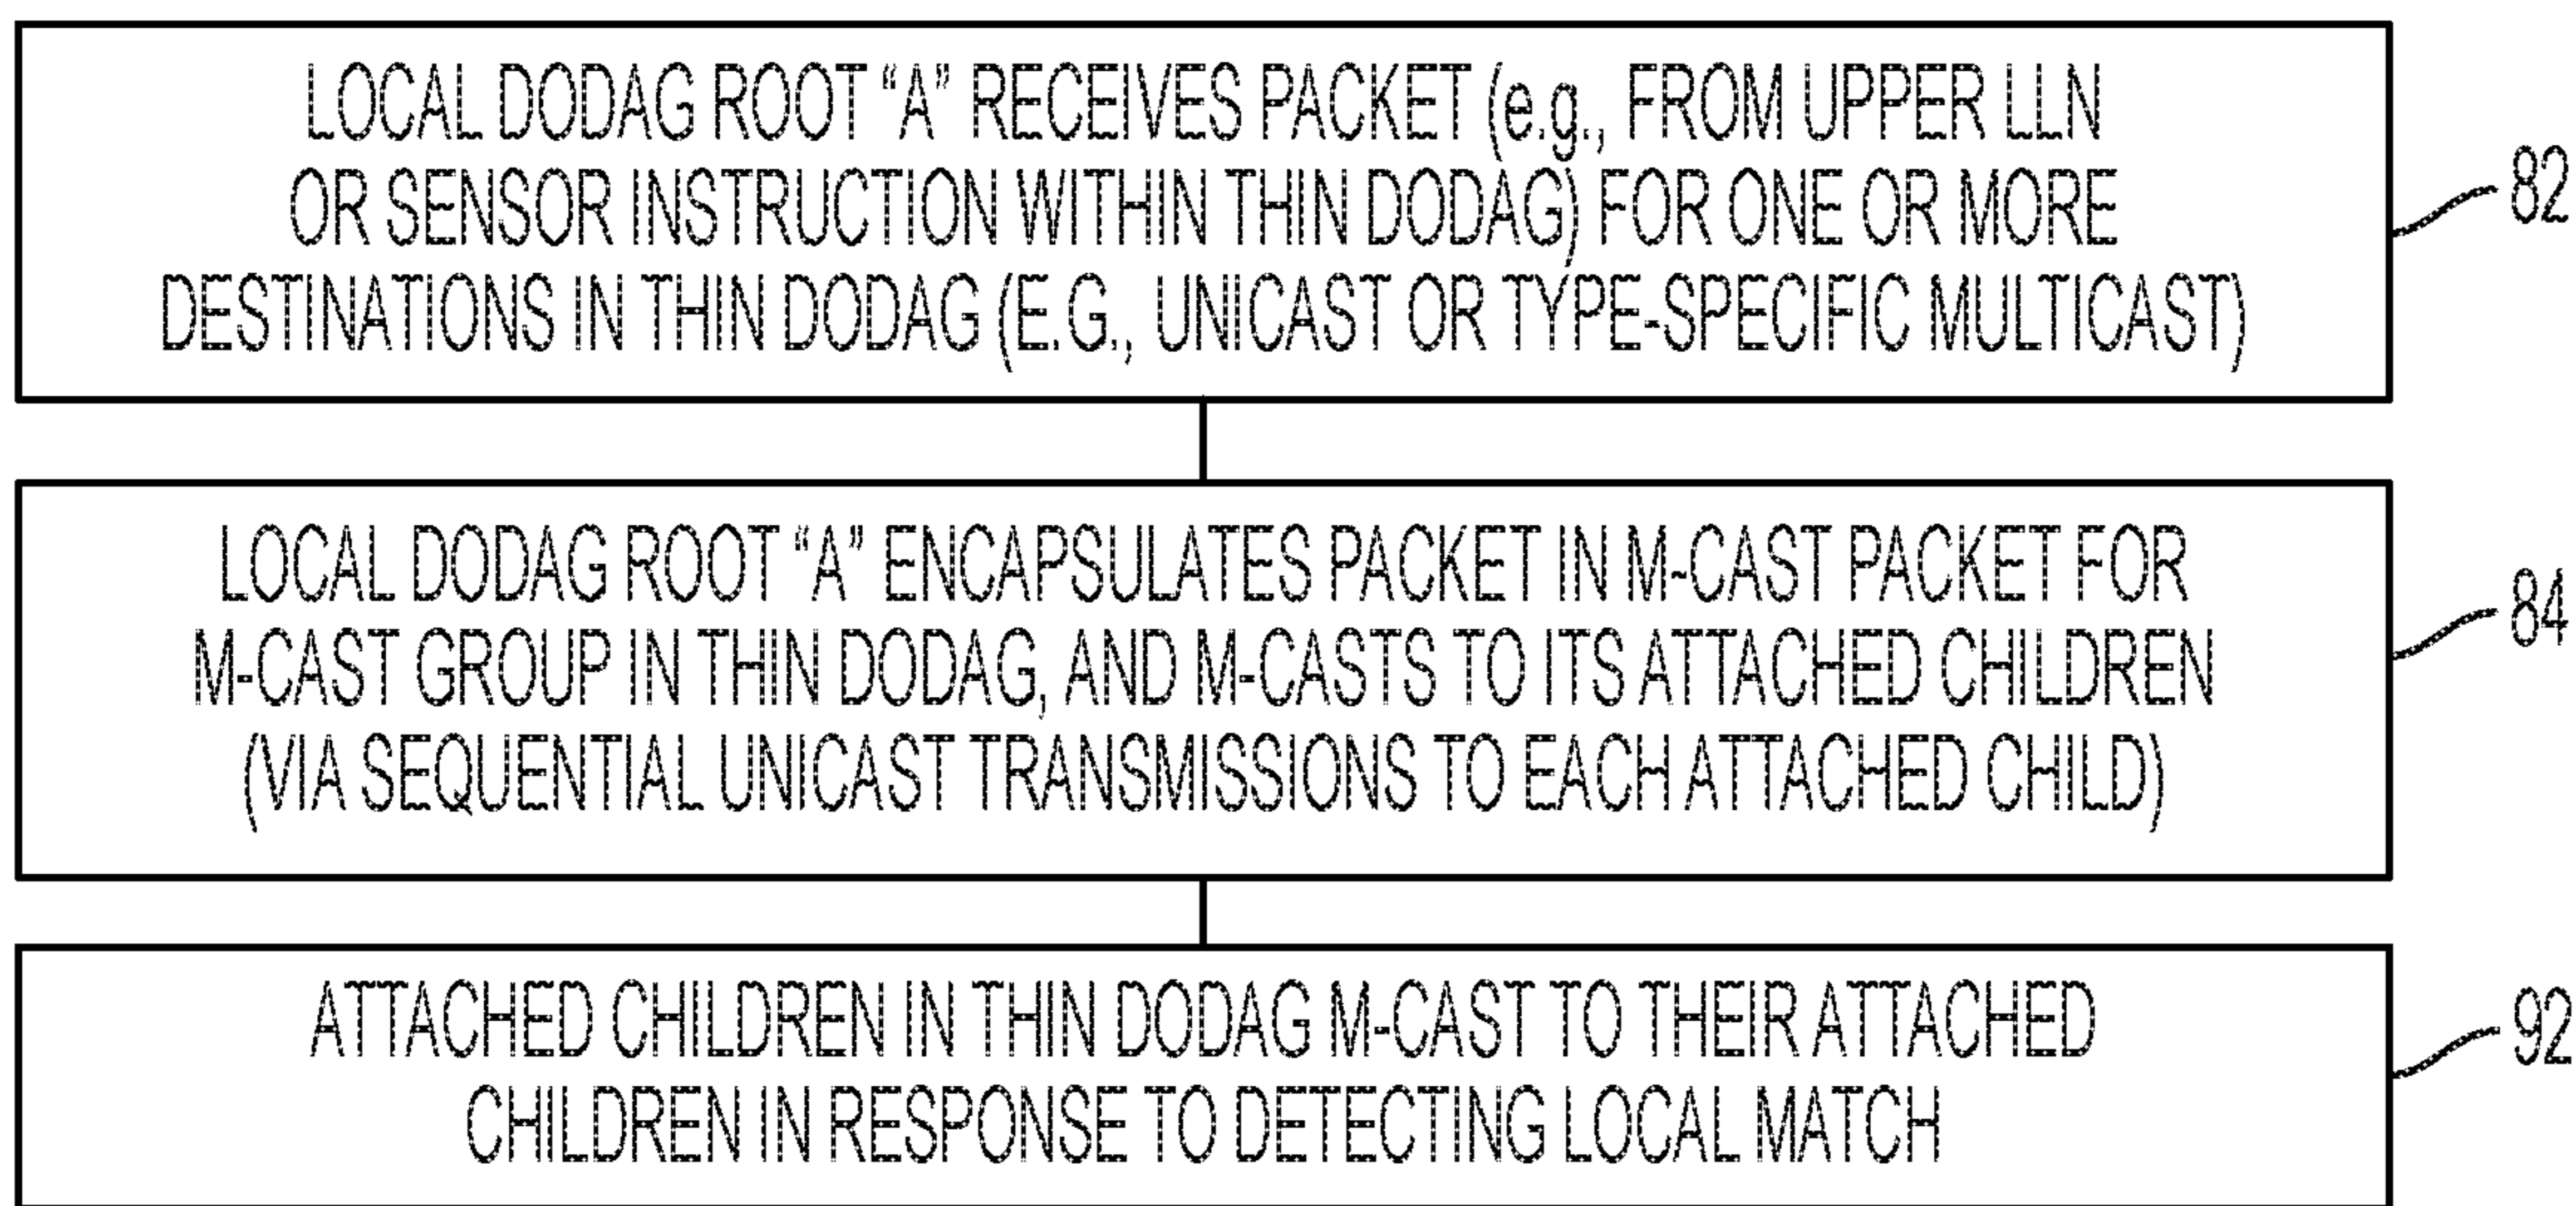 LOCAL DODAG ROOT “A” RECEIVES PACKET (e.g., FROM UPPER LLN
OR SENSOR INSTRUCTION WITHIN THIN DODAG) FOR ONE OR MORE
DESTINATIONS IN THIN DODAG (E.G., UNICAST OR TYPE-SPECIFIC MULTICAST)
82
LOCAL DODAG ROOT “A” ENCAPSULATES PACKET IN M-CAST PACKET FOR
M-CAST GROUP IN THIN DODAG, AND M-CASTS TO ITS ATTACHED CHILDREN
(VIA SEQUENTIAL UNICAST TRANSMISSIONS TO EACH ATTACHED CHILD)
84
ATTACHED CHILDREN IN THIN DODAG M-CAST TO THEIR ATTACHED
CHILDREN IN RESPONSE TO DETECTING LOCAL MATCH
92